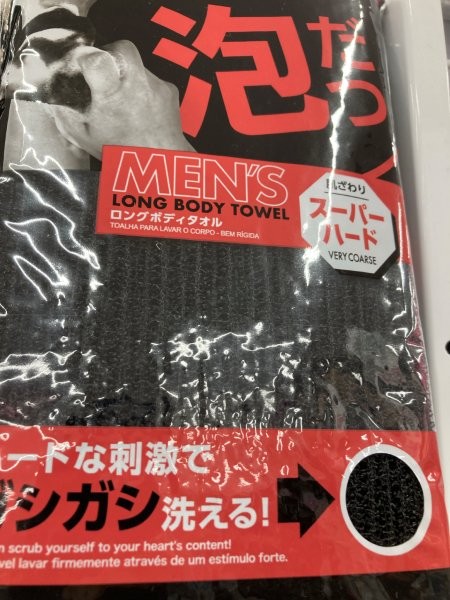 泡だつ
MEN'S
LONG BODY TOWEL
ロングボディタオル
TOALHA PARA LAVAR O CORPO - BEM RÍGIDA
肌ざわり
スーパー
ハード
VERY COARSE
ードな刺激で
ガシガシ洗える!
n scrub yourself to your heart's content!
vel lavar firmemente através de um estímulo forte.